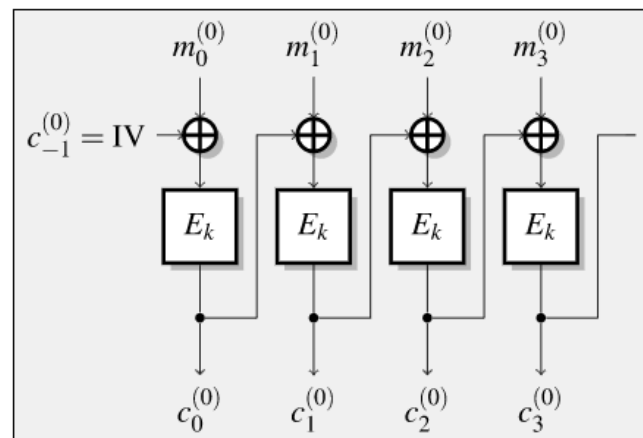 m_0^{(0)} m_1^{(0)} m_2^{(0)} m_3^{(0)}
c_{-1}^{(0)} = IV
E_k E_k E_k E_k
c_0^{(0)} c_1^{(0)} c_2^{(0)} c_3^{(0)}